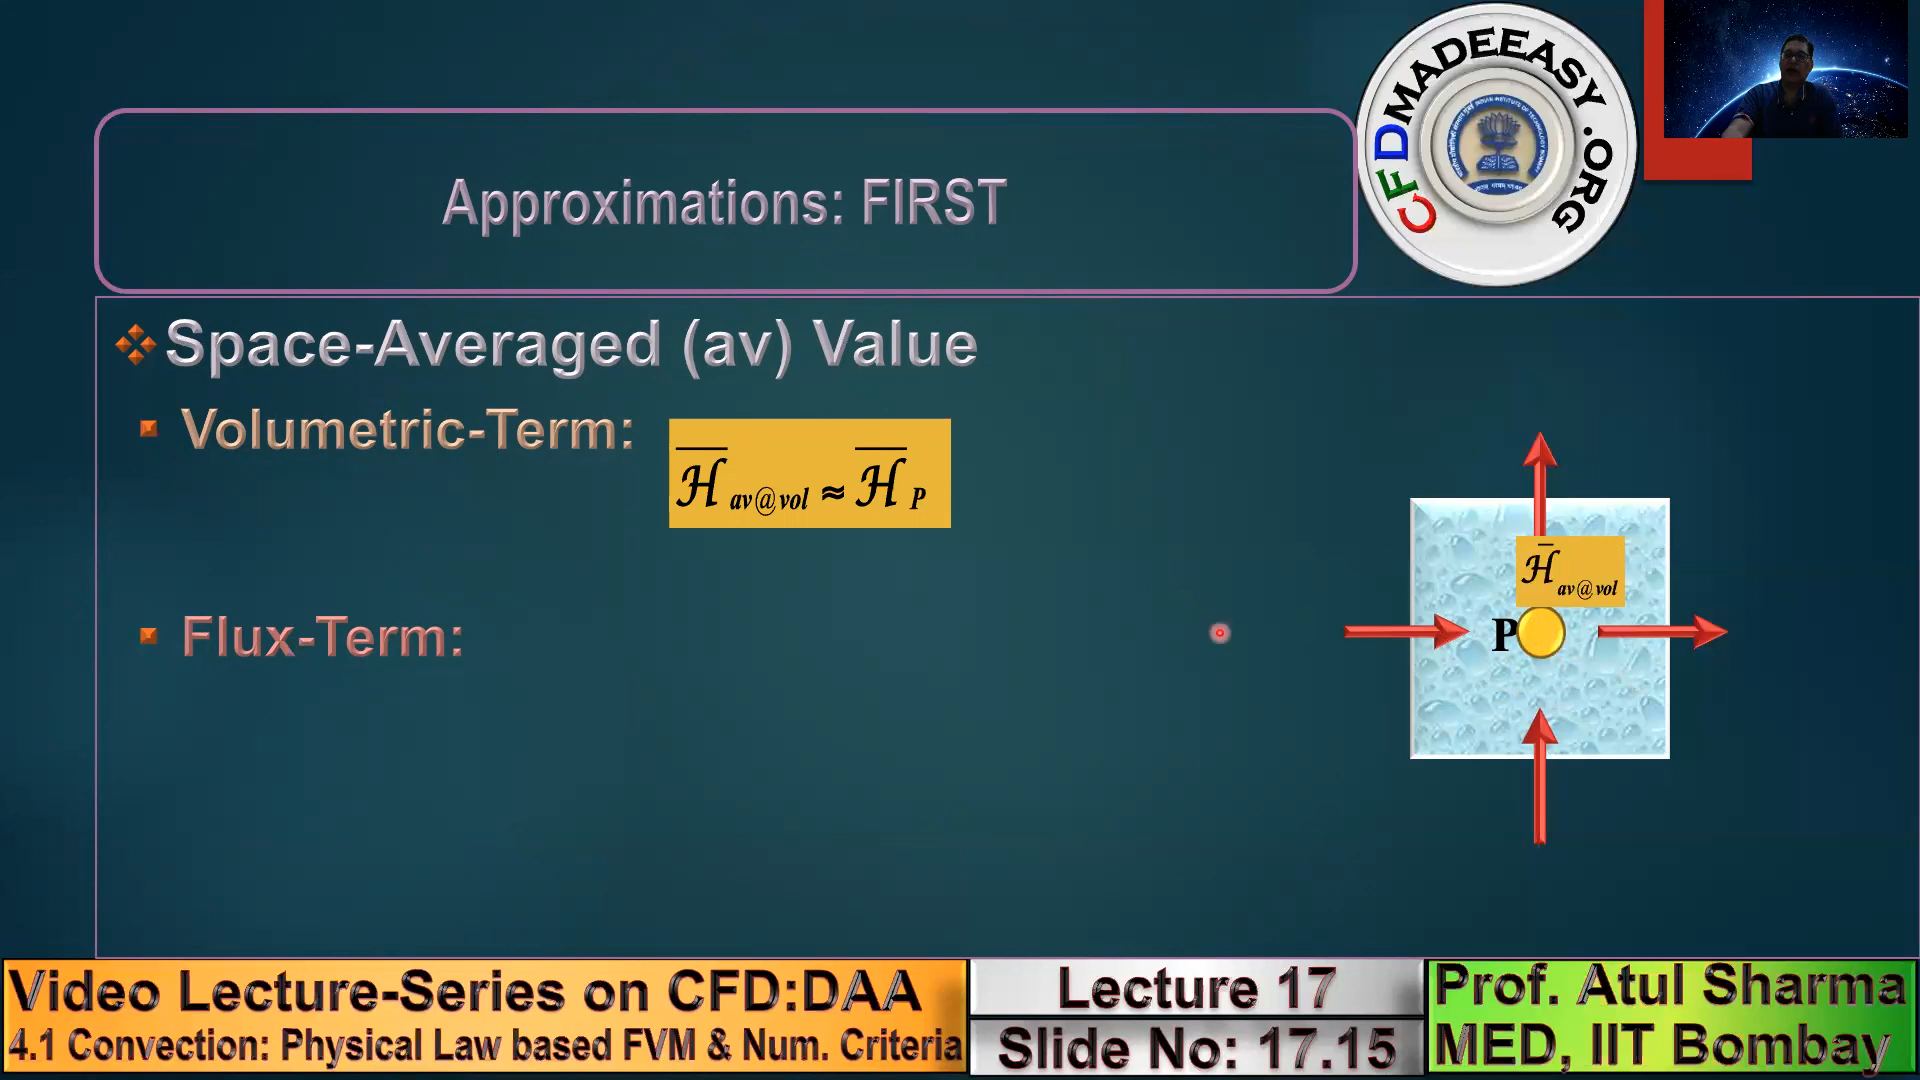 CFDMADEEASY.ORG
Approximations: FIRST
Space-Averaged (av) Value
Volumetric-Term:
ℋ̅ av@vol ≈ ℋ̅ P
ℋ̅ av@vol
Flux-Term:
P
Video Lecture-Series on CFD:DAA
4.1 Convection: Physical Law based FVM & Num. Criteria
Lecture 17
Slide No: 17.15
Prof. Atul Sharma
MED, IIT Bombay